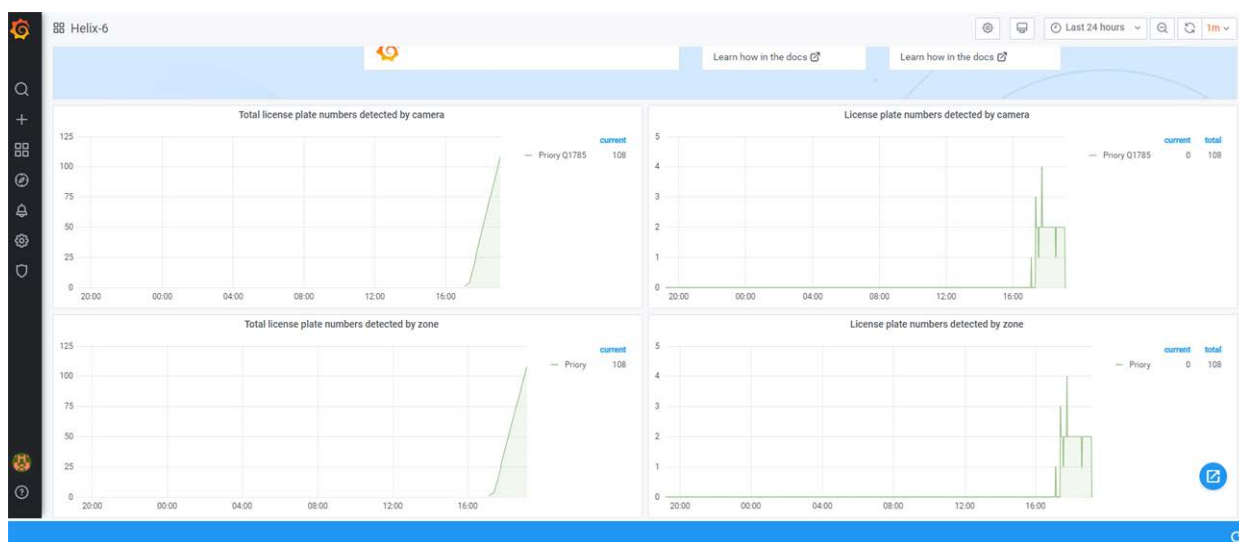 Helix-6
Last 24 hours
1m
Learn how in the docs
Learn how in the docs
Total license plate numbers detected by camera
125
100
75
50
25
0
20:00 00:00 04:00 08:00 12:00 16:00
current
Priory Q1785 108
License plate numbers detected by camera
5
4
3
2
1
0
20:00 00:00 04:00 08:00 12:00 16:00
current total
Priory Q1785 0 108
Total license plate numbers detected by zone
125
100
75
50
25
0
20:00 00:00 04:00 08:00 12:00 16:00
current
Priory 108
License plate numbers detected by zone
5
4
3
2
1
0
20:00 00:00 04:00 08:00 12:00 16:00
current total
Priory 0 108